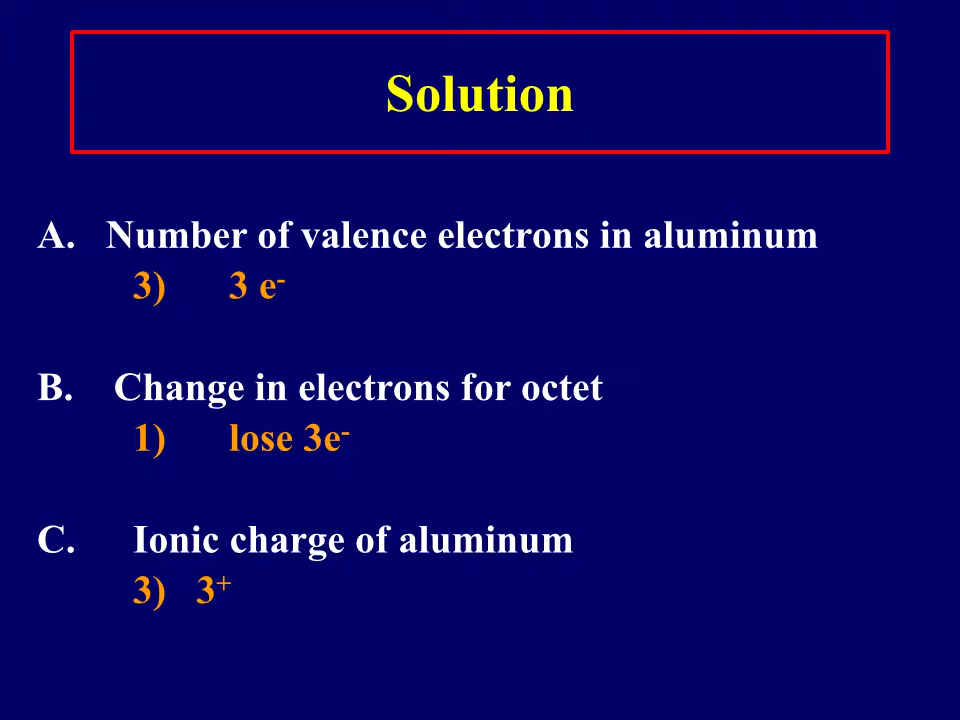 Solution
A. Number of valence electrons in aluminum
3) 3 e-
B. Change in electrons for octet
1) lose 3e-
C. Ionic charge of aluminum
3) 3+